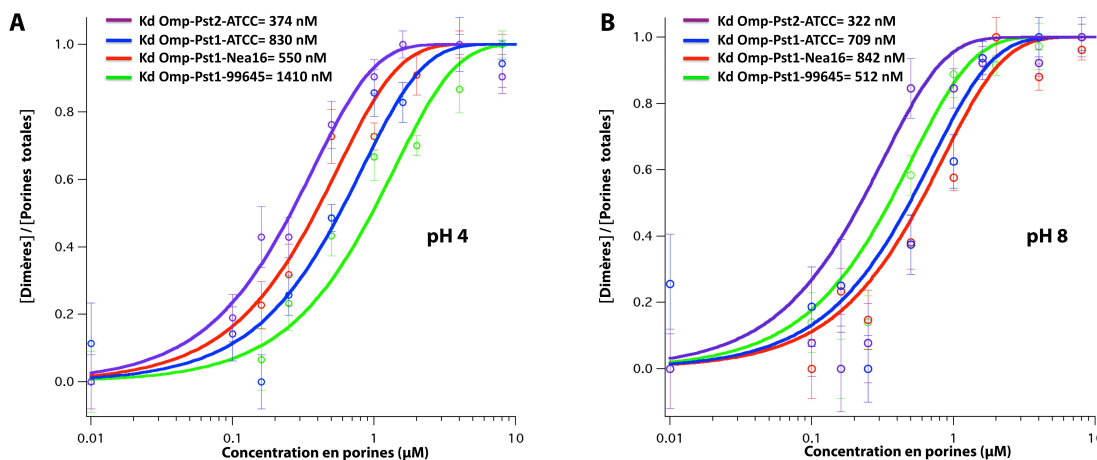 A
Kd Omp-Pst2-ATCC= 374 nM
Kd Omp-Pst1-ATCC= 830 nM
Kd Omp-Pst1-Nea16= 550 nM
Kd Omp-Pst1-99645= 1410 nM
[Dimères] / [Porines totales]
1.0
0.8
0.6
0.4
0.2
0.0
pH 4
0.01
0.1
1
10
Concentration en porines (µM)
B
Kd Omp-Pst2-ATCC= 322 nM
Kd Omp-Pst1-ATCC= 709 nM
Kd Omp-Pst1-Nea16= 842 nM
Kd Omp-Pst1-99645= 512 nM
[Dimères] / [Porines totales]
1.0
0.8
0.6
0.4
0.2
0.0
pH 8
0.01
0.1
1
10
Concentration en porines (µM)